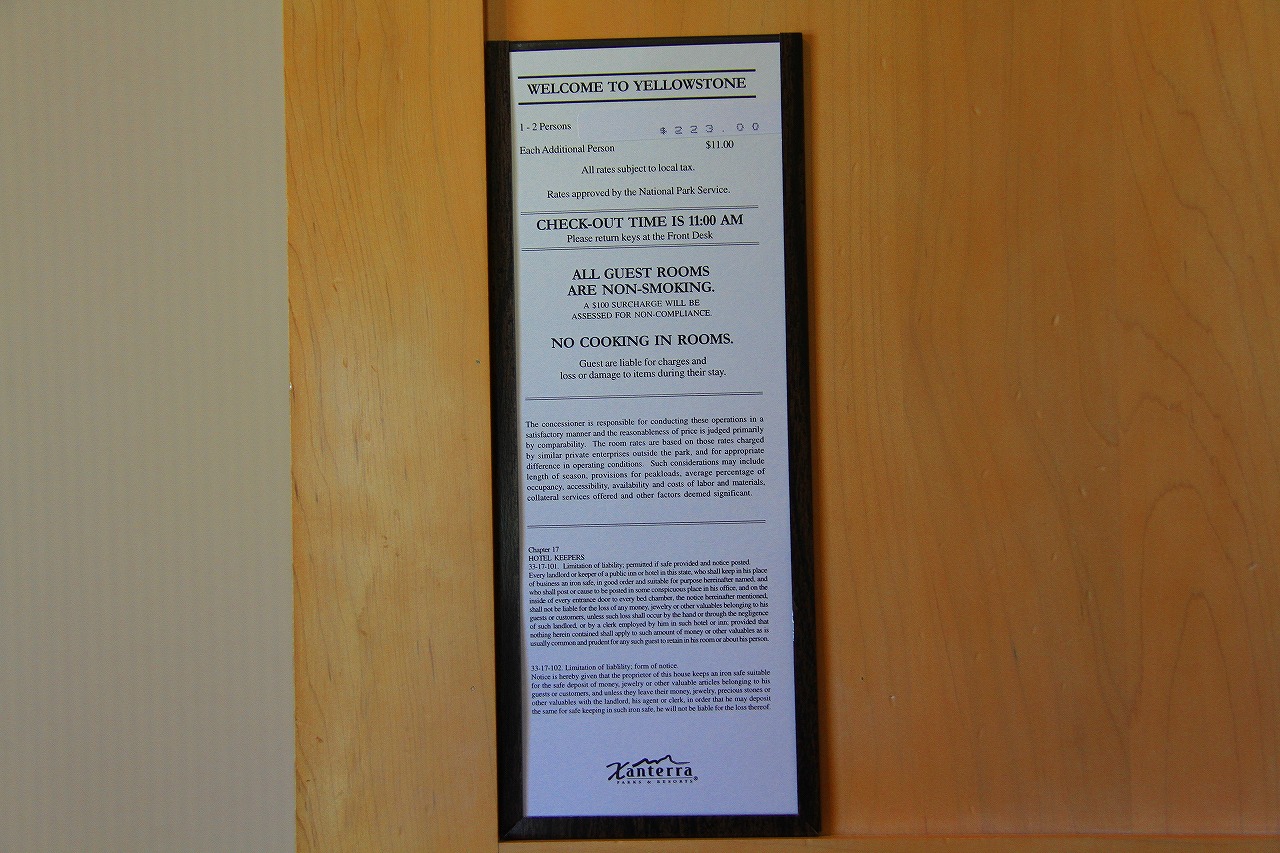 WELCOME TO YELLOWSTONE
1 - 2 Persons $223.00
Each Additional Person $11.00
All rates subject to local tax.
Rates approved by the National Park Service.
CHECK-OUT TIME IS 11:00 AM
Please return keys at the Front Desk
ALL GUEST ROOMS
ARE NON-SMOKING.
A $100 SURCHARGE WILL BE
ASSESSED FOR NON-COMPLIANCE.
NO COOKING IN ROOMS.
Guest are liable for charges and
loss or damage to items during their stay.
The concessioner is responsible for conducting these operations in a
satisfactory manner and the reasonableness of price is judged primarily
by comparability. The room rates are based on those rates charged
by similar private enterprises outside the park, and for appropriate
difference in operating conditions. Such considerations may include
length of season, provisions for peakloads, average percentage of
occupancy, accessibility, availability and costs of labor and materials,
collateral services offered and other factors deemed significant.
Chapter 17
HOTEL KEEPERS
33-17-101. Limitation of liability; permitted if safe provided and notice posted.
Every landlord or keeper of a public inn or hotel in this state, who shall keep in his place
of business an iron safe, in good order and suitable for purpose hereinafter named, and
who shall post or cause to be posted in some conspicuous place in his office, and on the
inside of every entrance door to every bed chamber, the notice hereinafter mentioned,
shall not be liable for the loss of any money, jewelry or other valuables belonging to his
guests or customers, unless such loss shall occur by the hand or through the negligence
of such landlord, or by a clerk employed by him in such hotel or inn; provided that
nothing herein contained shall apply to such amount of money or other valuables as is
usually common and prudent for any such guest to retain in his room or about his person.
33-17-102. Limitation of liablility; form of notice.
Notice is hereby given that the proprietor of this house keeps an iron safe suitable
for the safe deposit of money, jewelry or other valuable articles belonging to his
guests or customers, and unless they leave their money, jewelry, precious stones or
other valuables with the landlord, his agent or clerk, in order that he may deposit
the same for safe keeping in such iron safe, he will not be liable for the loss thereof.
Xanterra®
PARKS & RESORTS